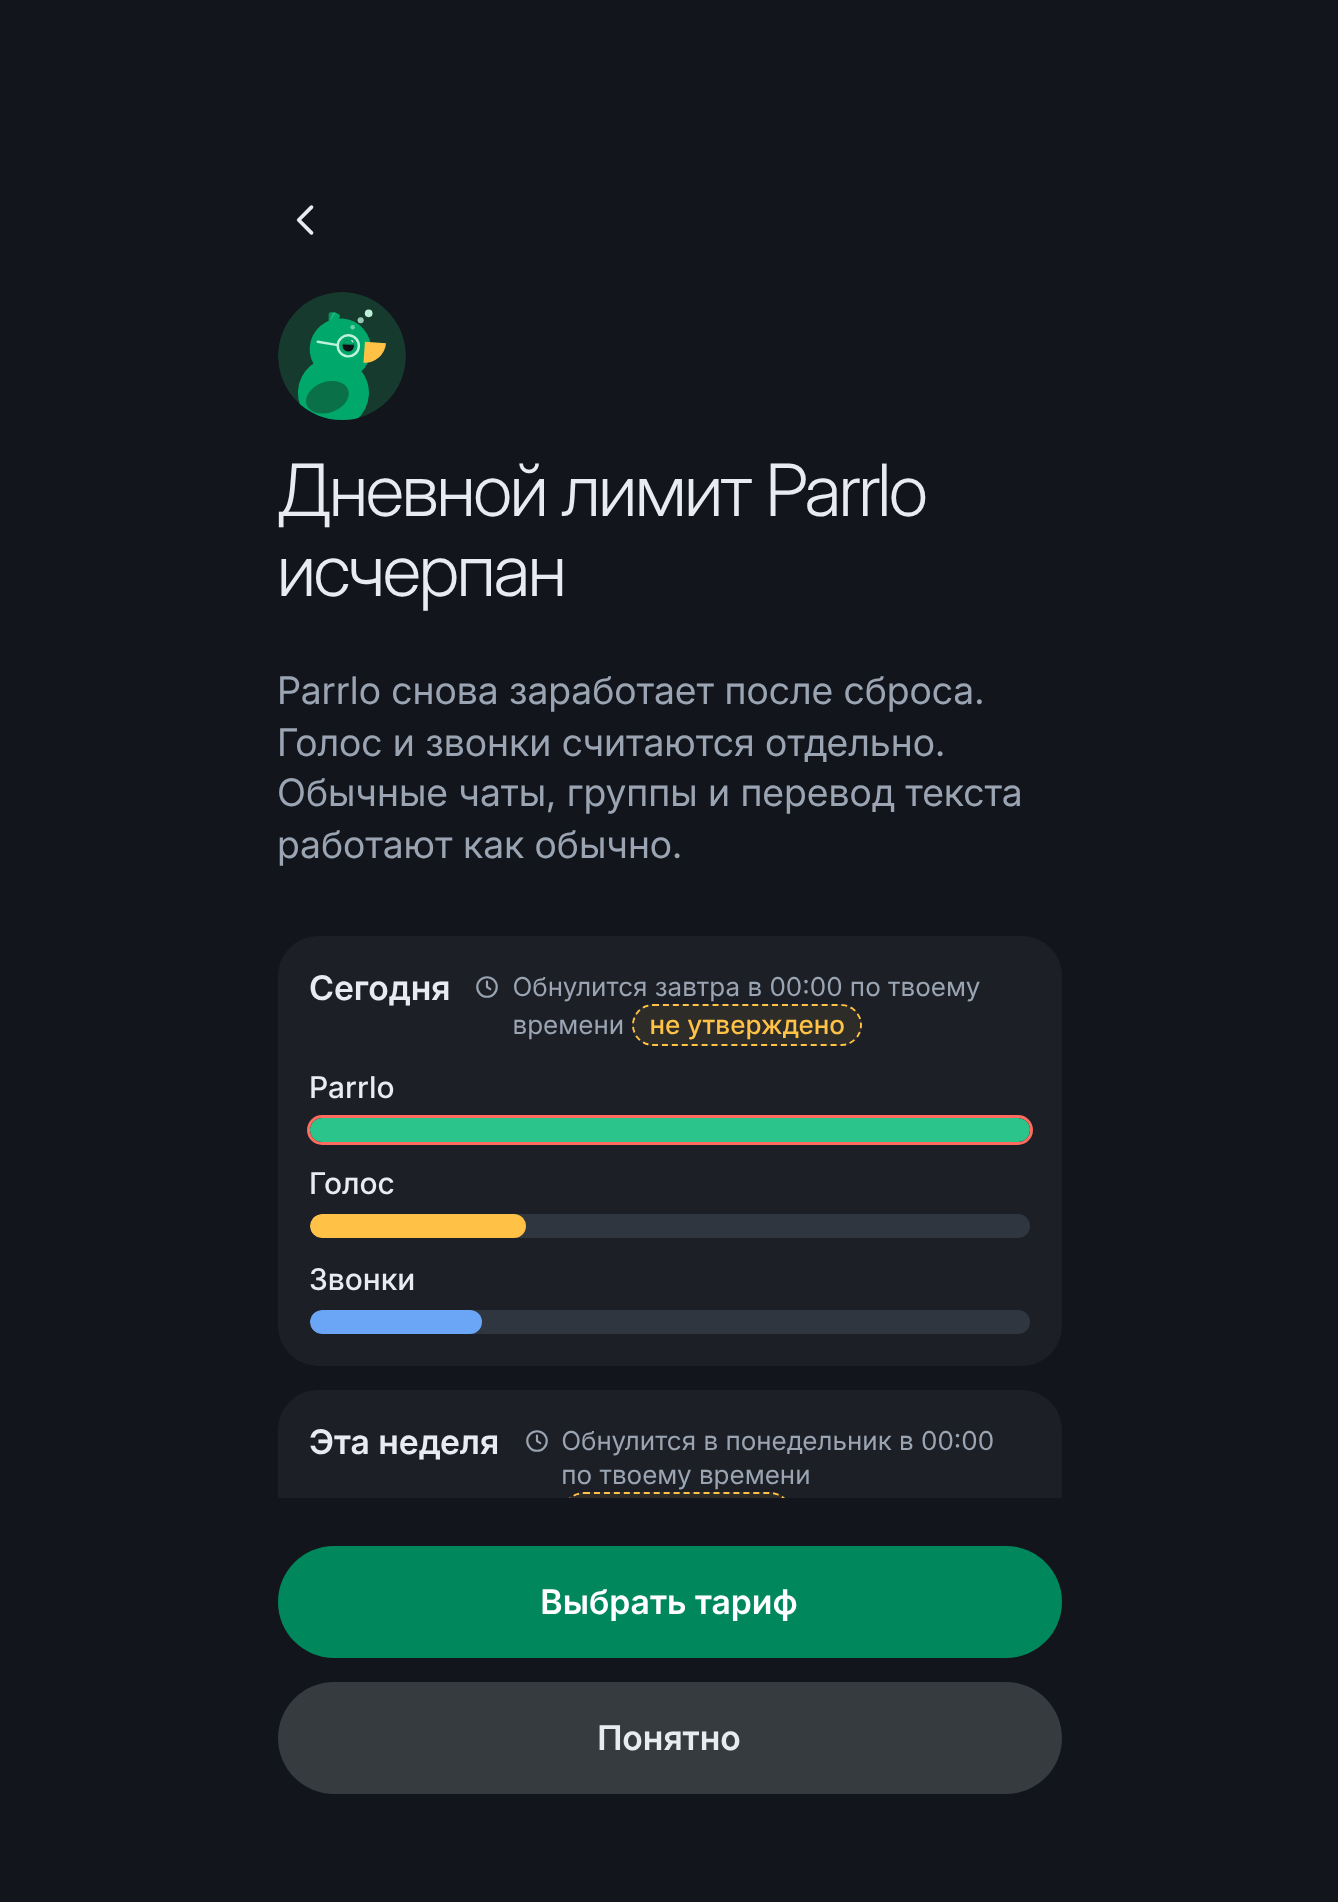 Дневной лимит Parrlo
исчерпан
Parrlo снова заработает после сброса.
Голос и звонки считаются отдельно.
Обычные чаты, группы и перевод текста
работают как обычно.
Сегодня
Обнулится завтра в 00:00 по твоему
времени не утверждено
Parrlo
Голос
Звонки
Эта неделя
Обнулится в понедельник в 00:00
по твоему времени
Выбрать тариф
Понятно